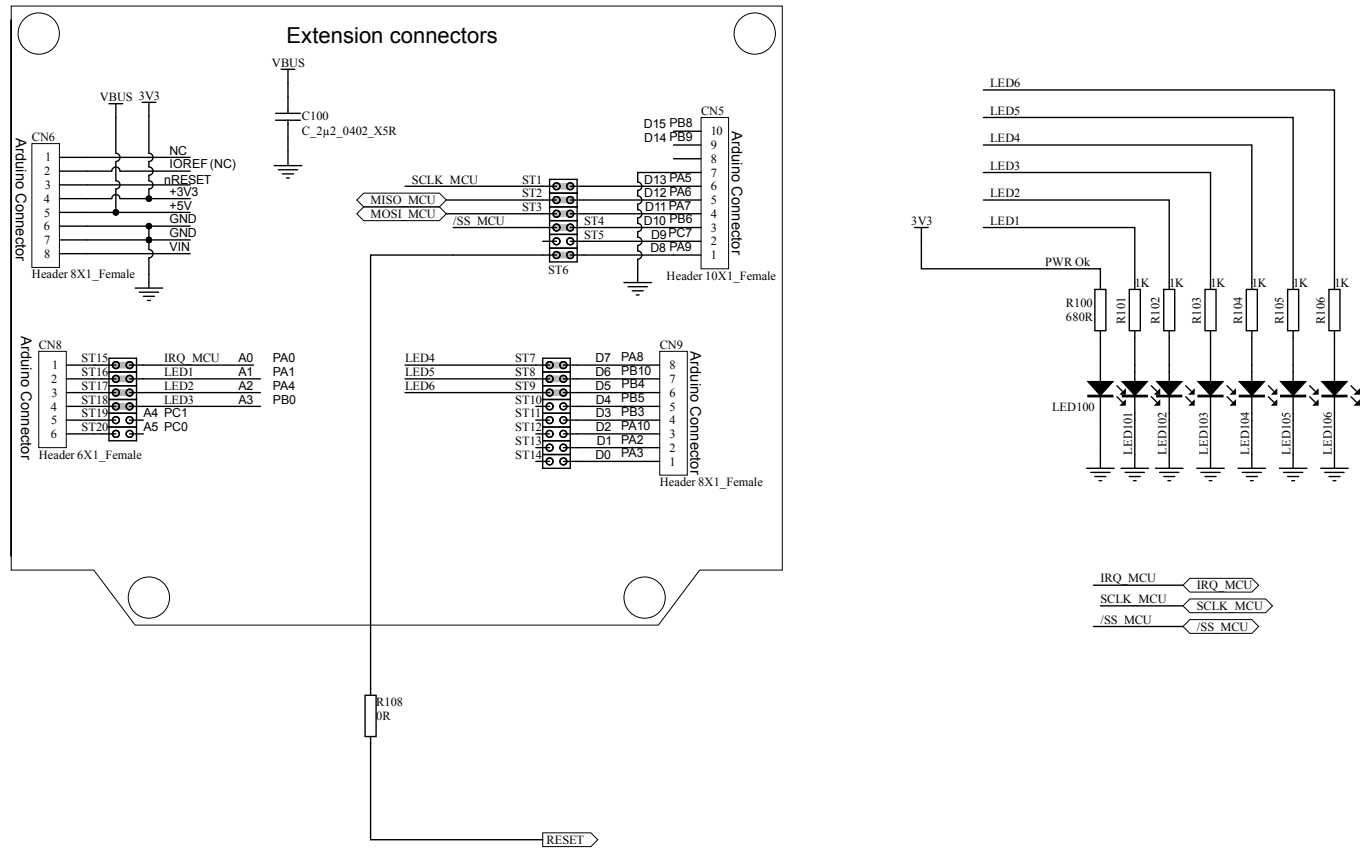 Extension connectors
VBUS
C100
C_2µ2_0402_X5R
VBUS 3V3
CN6
Arduino Connector
1 NC
2 IOREF (NC)
3 nRESET
4 +3V3
5 +5V
6 GND
7 GND
8 VIN
Header 8X1_Female
CN5
Arduino Connector
D15 PB8 10
D14 PB9 9
8
7
SCLK_MCU ST1 D13 PA5 6
MISO_MCU ST2 D12 PA6 5
MOSI_MCU ST3 D11 PA7 4
/SS_MCU ST4 D10 PB6 3
ST5 D9 PC7 2
D8 PA9 1
ST6
Header 10X1_Female
CN8
Arduino Connector
1 ST15 IRQ_MCU A0 PA0
2 ST16 LED1 A1 PA1
3 ST17 LED2 A2 PA4
4 ST18 LED3 A3 PB0
5 ST19 A4 PC1
6 ST20 A5 PC0
Header 6X1_Female
CN9
Arduino Connector
LED4 ST7 D7 PA8 8
LED5 ST8 D6 PB10 7
LED6 ST9 D5 PB4 6
ST10 D4 PB5 5
ST11 D3 PB3 4
ST12 D2 PA10 3
ST13 D1 PA2 2
ST14 D0 PA3 1
Header 8X1_Female
R108
0R
RESET
LED6
LED5
LED4
LED3
LED2
LED1
3V3
PWR Ok
R100
680R
R101 1K
R102 1K
R103 1K
R104 1K
R105 1K
R106 1K
LED100
LED101
LED102
LED103
LED104
LED105
LED106
IRQ_MCU IRQ_MCU
SCLK_MCU SCLK_MCU
/SS_MCU /SS_MCU